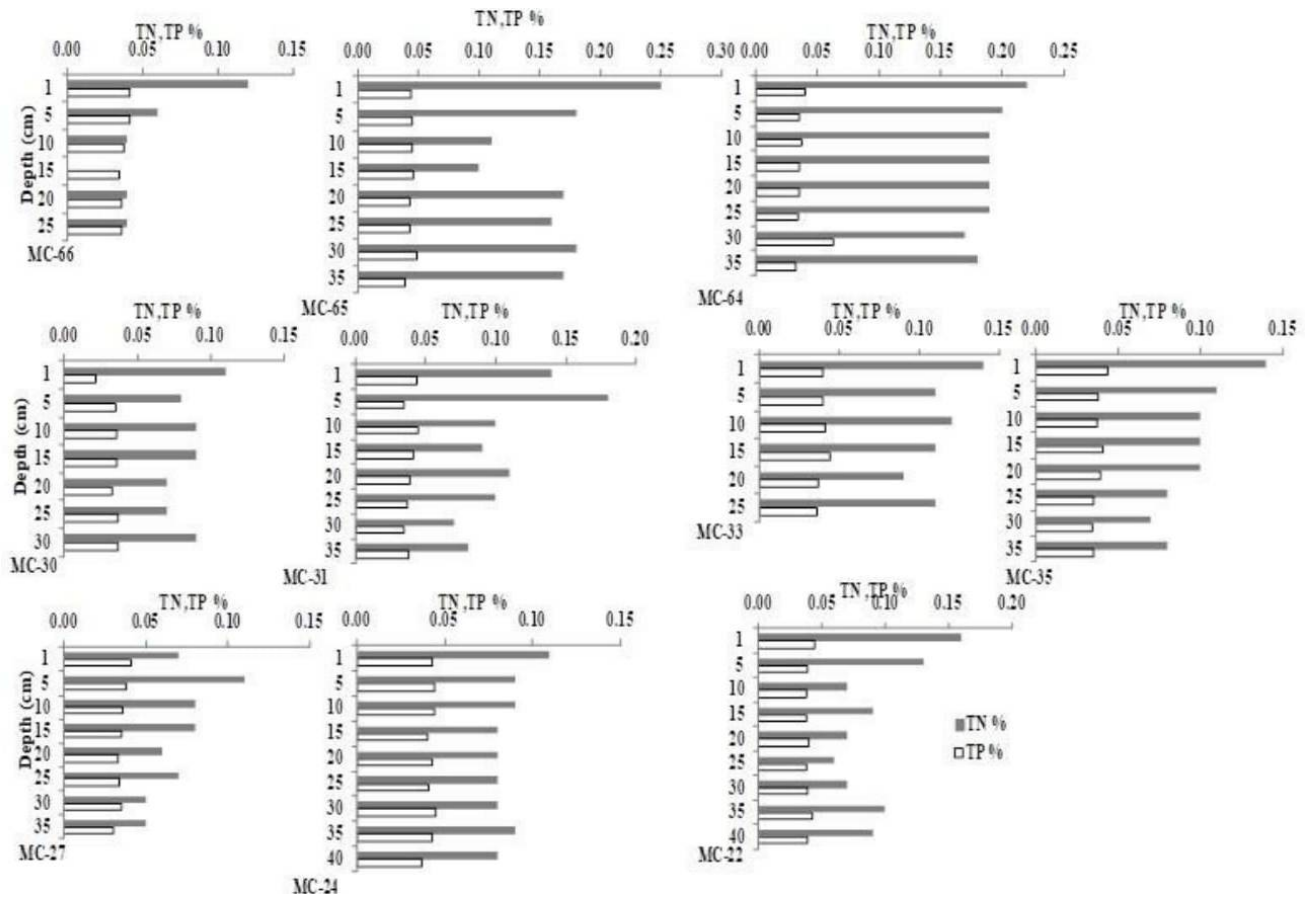 TN,TP %
0.00 0.05 0.10 0.15
Depth (cm)
1
5
10
15
20
25
MC-66
TN,TP %
0.00 0.05 0.10 0.15 0.20 0.25 0.30
1
5
10
15
20
25
30
35
MC-65
TN,TP %
0.00 0.05 0.10 0.15 0.20 0.25
1
5
10
15
20
25
30
35
MC-64
TN,TP %
0.00 0.05 0.10 0.15
Depth (cm)
1
5
10
15
20
25
30
MC-30
TN,TP %
0.00 0.05 0.10 0.15 0.20
1
5
10
15
20
25
30
35
MC-31
TN,TP %
0.00 0.05 0.10 0.15
1
5
10
15
20
25
MC-33
TN,TP %
0.00 0.05 0.10 0.15
1
5
10
15
20
25
30
35
MC-35
TN,TP %
0.00 0.05 0.10 0.15
Depth (cm)
1
5
10
15
20
25
30
35
MC-27
TN,TP %
0.00 0.05 0.10 0.15
1
5
10
15
20
25
30
35
40
MC-24
TN,TP %
0.00 0.05 0.10 0.15 0.20
1
5
10
15
20
25
30
35
40
MC-22
TN %
TP %